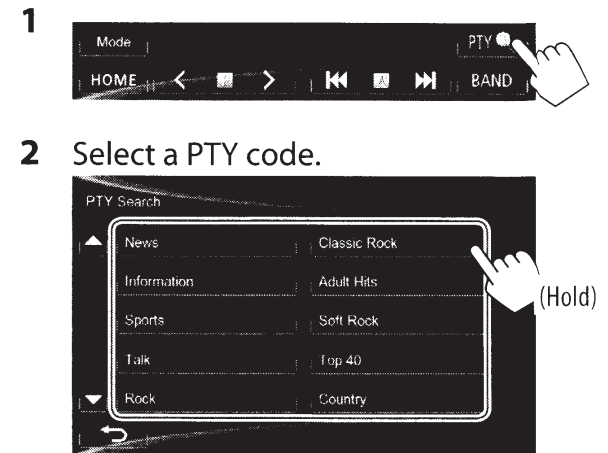 1
Mode PTY
HOME P A BAND
2 Select a PTY code.
PTY Search
News Classic Rock
Information Adult Hits
(Hold)
Sports Soft Rock
Talk Top 40
Rock Country